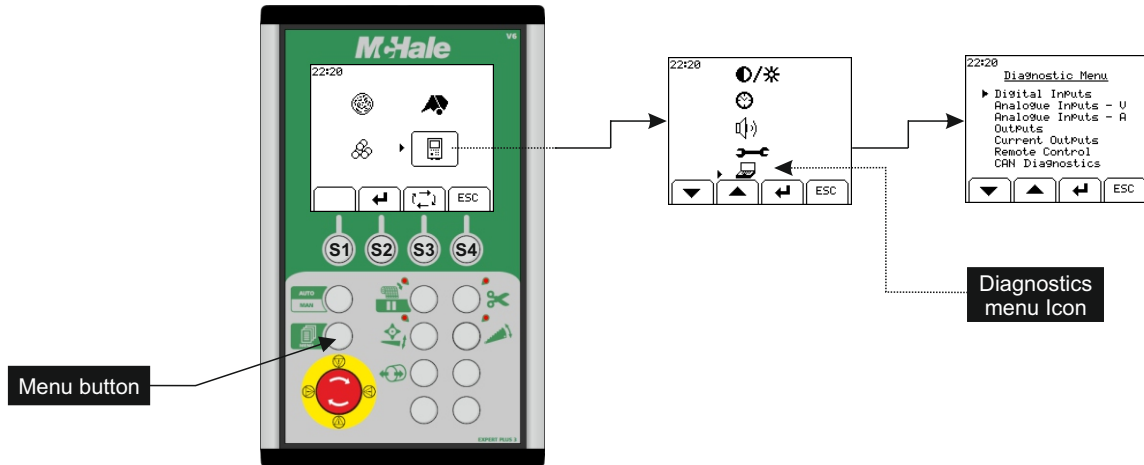 McHale
V6
22:20
ESC
S1 S2 S3 S4
AUTO
MAN
EXPERT PLUS 3
Menu button
22:20
ESC
Diagnostics
menu Icon
22:20
Diagnostic Menu
Digital Inputs
Analogue Inputs - V
Analogue Inputs - A
Outputs
Current Outputs
Remote Control
CAN Diagnostics
ESC